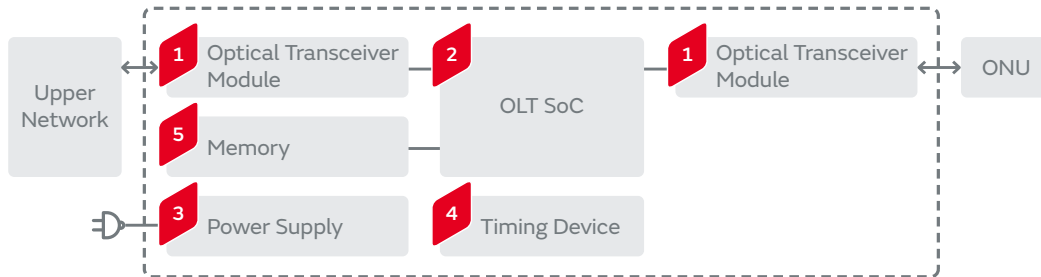 Upper
Network
1
Optical Transceiver
Module
2
OLT SoC
1
Optical Transceiver
Module
ONU
5
Memory
3
Power Supply
4
Timing Device